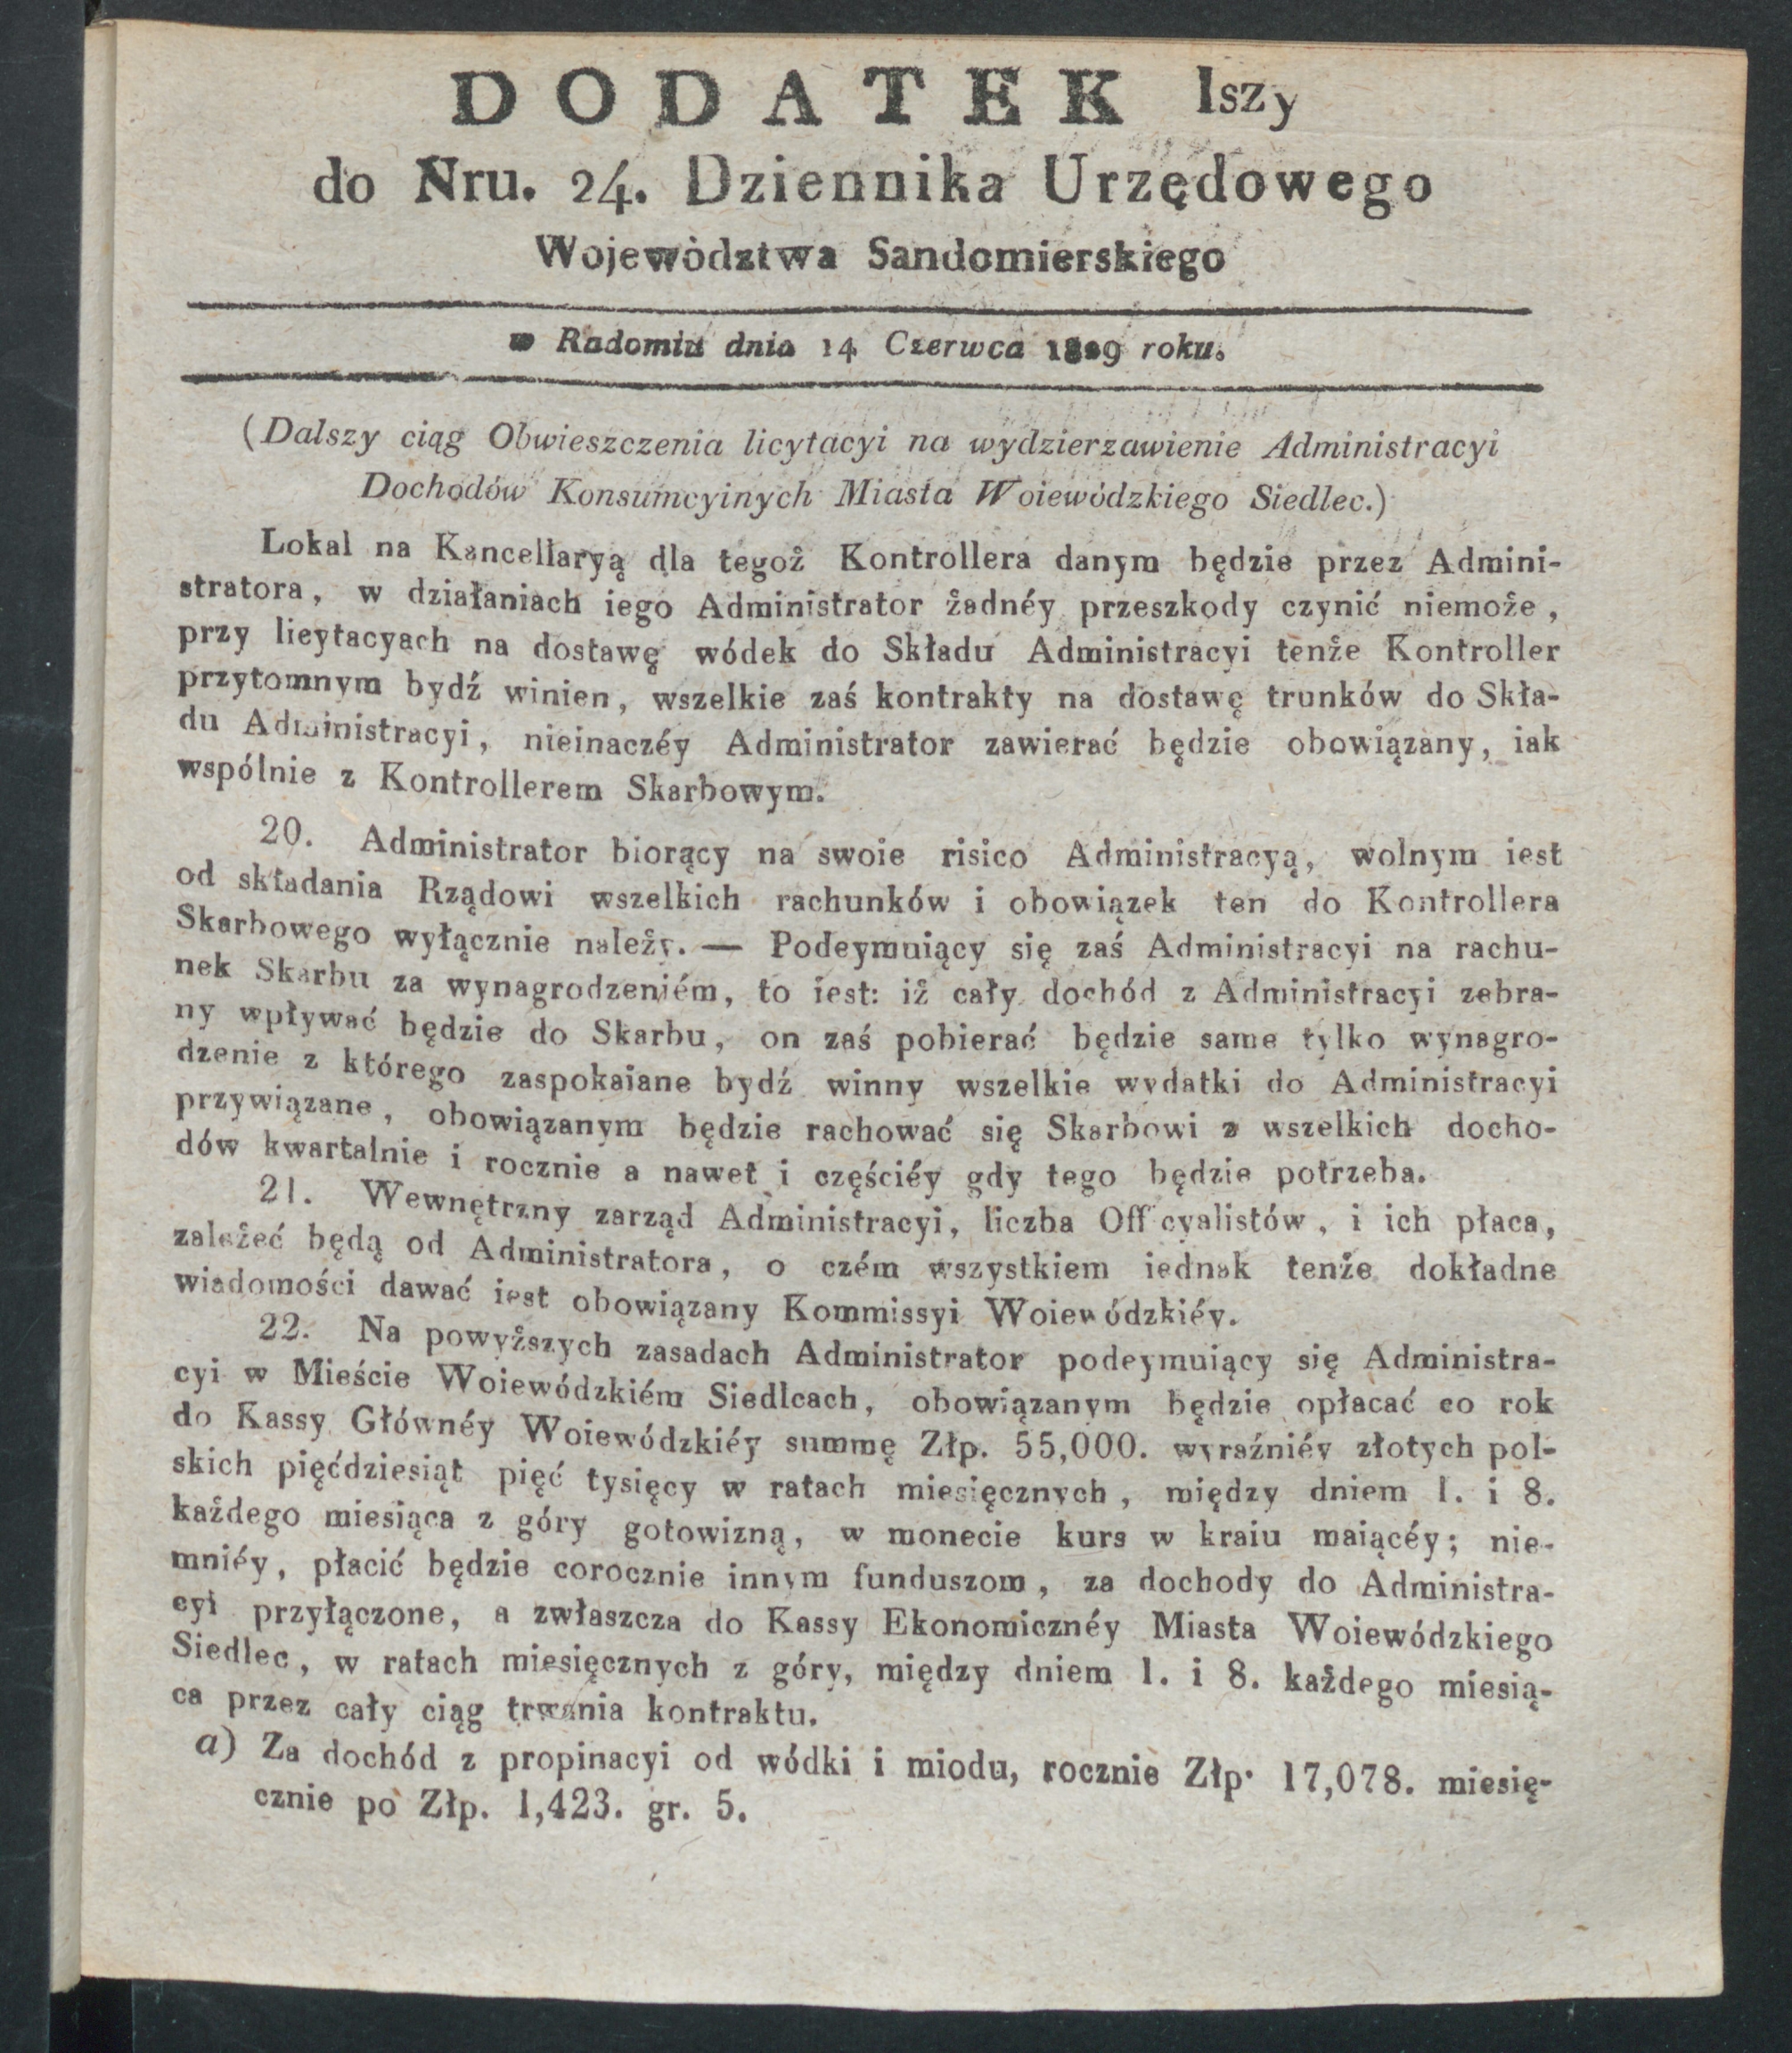 DODATEK Iszy
do Nru. 24. Dziennika Urzędowego
Województwa Sandomierskiego
w Radomiu dnia 14 Czerwca 1829 roku.
(Dalszy ciąg Obwieszczenia licytacyi na wydzierzawienie Administracyi
Dochodów Konsumcyinych Miasta Woiewódzkiego Siedlec.)
Lokal na Kancellaryą dla tegoż Kontrollera danym będzie przez Admini-
stratora, w działaniach iego Administrator żadnéy przeszkody czynić niemoże,
przy licytacyach na dostawę wódek do Składu Administracyi tenże Kontroller
przytomnym bydź winien, wszelkie zaś kontrakty na dostawę trunków do Skła-
du Administracyi, nieinaczéy Administrator zawierać będzie obowiązany, iak
wspólnie z Kontrollerem Skarbowym.
20. Administrator biorący na swoie risico Administracyą, wolnym iest
od składania Rządowi wszelkich rachunków i obowiązek ten do Kontrollera
Skarbowego wyłącznie należy. — Podeymuiący się zaś Administracyi na rachu-
nek Skarbu za wynagrodzeniém, to iest: iż cały dochód z Administracyi zebra-
ny wpływać będzie do Skarbu, on zaś pobierać będzie same tylko wynagro-
dzenie z którego zaspokaiane bydź winny wszelkie wydatki do Administracyi
przywiązane, obowiązanym będzie rachować się Skarbowi z wszelkich docho-
dów kwartalnie i rocznie a nawet i częściéy gdy tego będzie potrzeba.
21. Wewnętrzny zarząd Administracyi, liczba Officyalistów, i ich płaca,
zależeć będą od Administratora, o czém wszystkiem iednak tenże dokładne
wiadomości dawać iest obowiązany Kommissyi Woiewódzkiéy.
22. Na powyższych zasadach Administrator podeymuiący się Administra-
cyi w Mieście Woiewódzkiém Siedlcach, obowiązanym będzie opłacać co rok
do Kassy Głównéy Woiewódzkiéy summę Złp. 55,000. wyraźniéy złotych pol-
skich pięćdziesiąt pięć tysięcy w ratach miesięcznych, między dniem 1. i 8.
każdego miesiąca z góry gotowizną, w monecie kurs w kraiu maiącéy; nie-
mniéy, płacić będzie corocznie innym funduszom, za dochody do Administra-
cyi przyłączone, a zwłaszcza do Kassy Ekonomicznéy Miasta Woiewódzkiego
Siedlec, w ratach miesięcznych z góry, między dniem 1. i 8. każdego miesią-
ca przez cały ciąg trwania kontraktu.
a) Za dochód z propinacyi od wódki i miodu, rocznie Złp. 17,078. miesię-
cznie po Złp. 1,423. gr. 5.